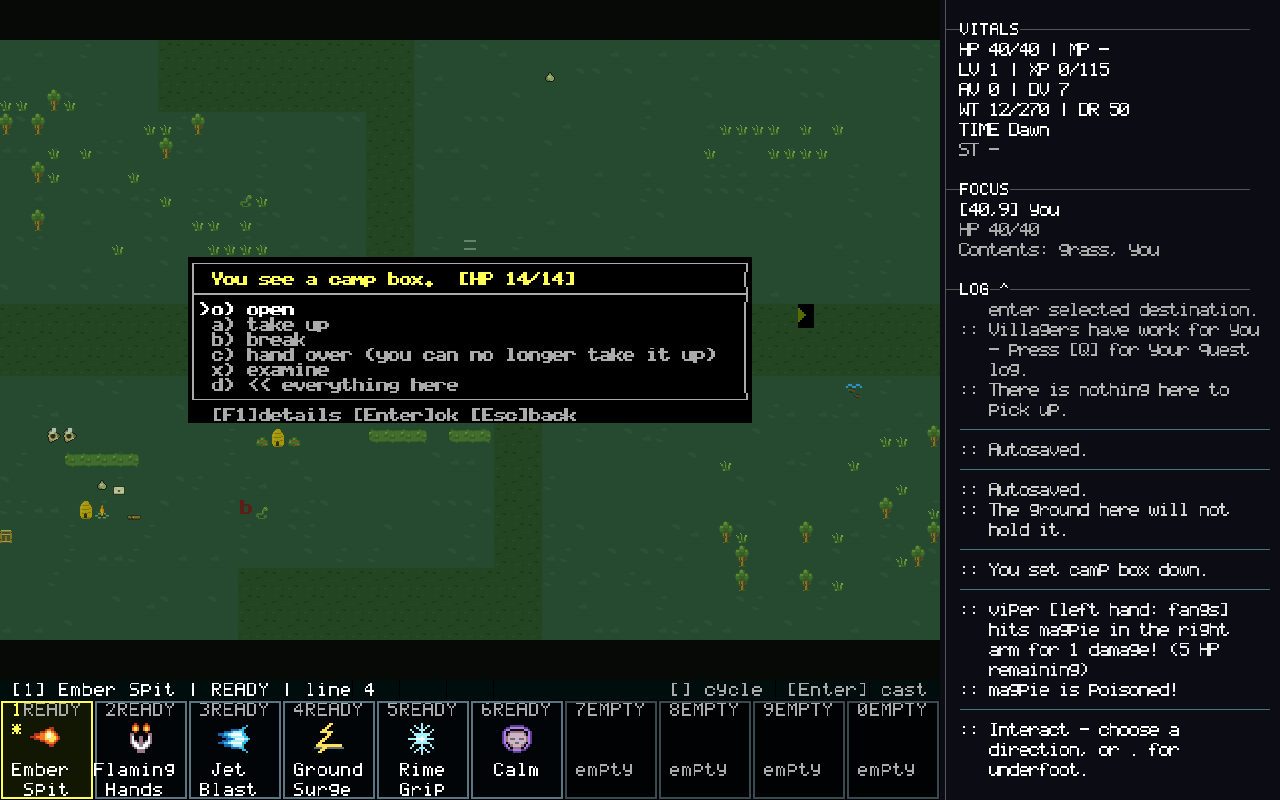 VITALS
HP 40/40 | MP -
LV 1 | XP 0/115
AV 0 | DV 7
WT 12/270 | DR 50
TIME Dawn
ST -
FOCUS
[40,9] You
HP 40/40
Contents: grass, You
LOG ^
enter selected destination.
:: Villagers have work for you
- Press [Q] for your quest
log.
:: There is nothing here to
pick up.
:: Autosaved.
:: Autosaved.
:: The ground here will not
hold it.
:: You set camp box down.
:: viper [left hand: fangs]
hits magpie in the right
arm for 1 damage! (5 HP
remaining)
:: magpie is Poisoned!
:: Interact - choose a
direction, or . for
underfoot.
You see a camp box. [HP 14/14]
>o) open
a) take up
b) break
c) hand over (you can no longer take it up)
x) examine
d) << everything here
[F1]details [Enter]ok [Esc]back
b
[1] Ember Spit | READY | line 4
[] cycle [Enter] cast
1READY 2READY 3READY 4READY 5READY 6READY 7EMPTY 8EMPTY 9EMPTY 0EMPTY
*
Ember Spit
Flaming Hands
Jet Blast
Ground Surge
Rime Grip
Calm
empty
empty
empty
empty